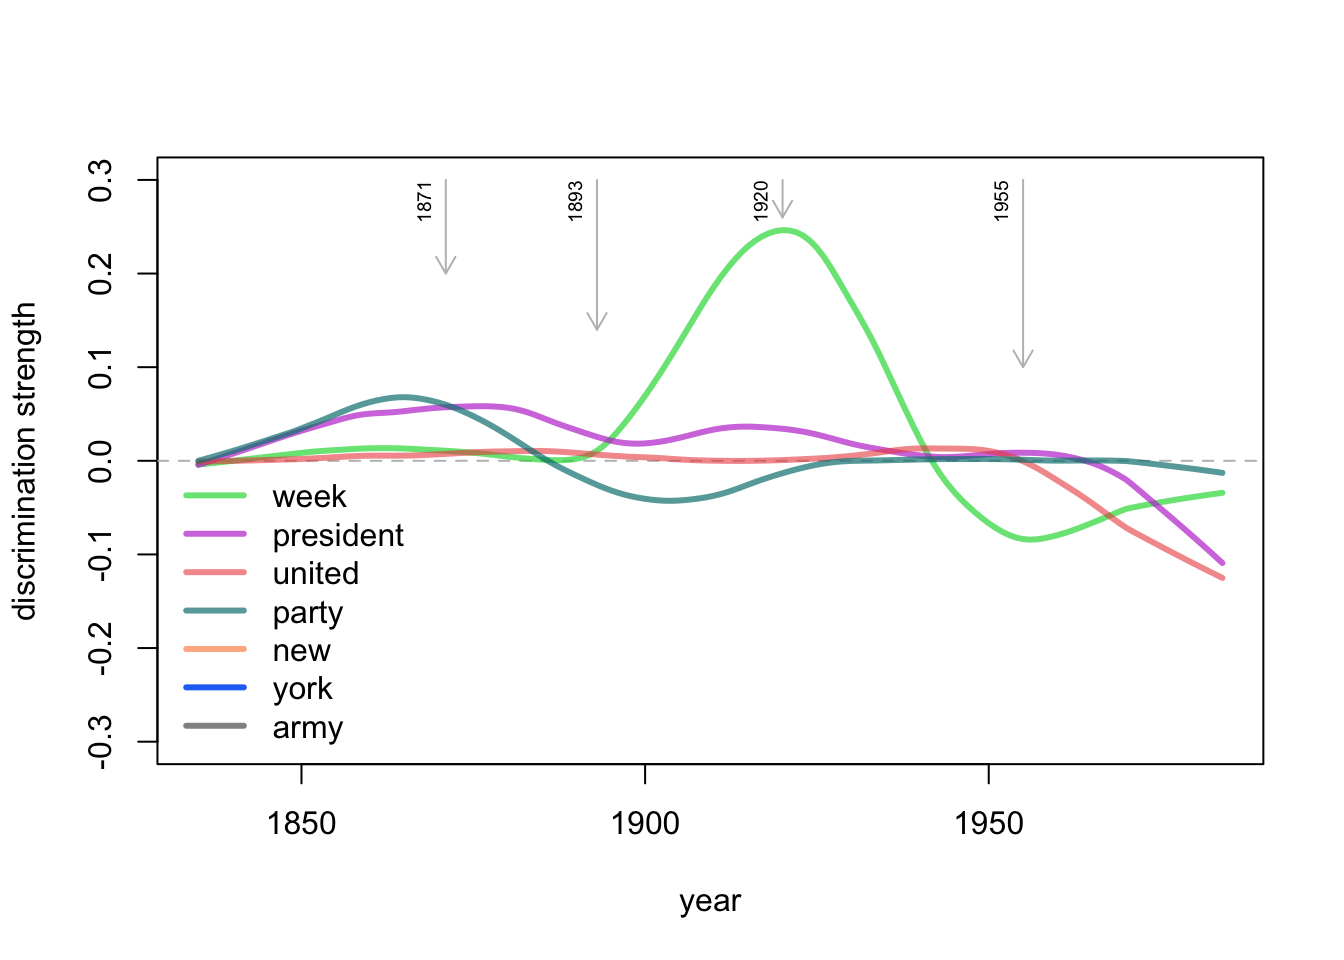 1871
1893
1920
1955
0.3
0.2
0.1
0.0
-0.1
-0.2
-0.3
discrimination strength
week
president
united
party
new
york
army
1850
1900
1950
year